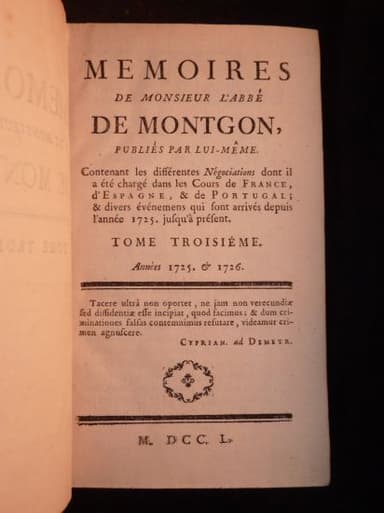 MEMOIRES
DE MONSIEUR L'ABBÉ
DE MONTGON,
PUBLIÉS PAR LUI-MÊME.
Contenant les différentes Négociations dont il
a été chargé dans les Cours de FRANCE,
d'ESPAGNE, & de PORTUGAL;
& divers événemens qui sont arrivés depuis
l'année 1725. jusqu'à présent.
TOME TROISIÉME.
Années 1725. & 1726.
Tacere ultrà non oportet, ne jam non verecundiæ
sed diffidentiæ esse incipiat, quod facimus: & dum cri-
minationes falsas contemnimus refutare, videamur cri-
men agnoscere.
CYPRIAN. ad DEMETR.
M. DCC. L.